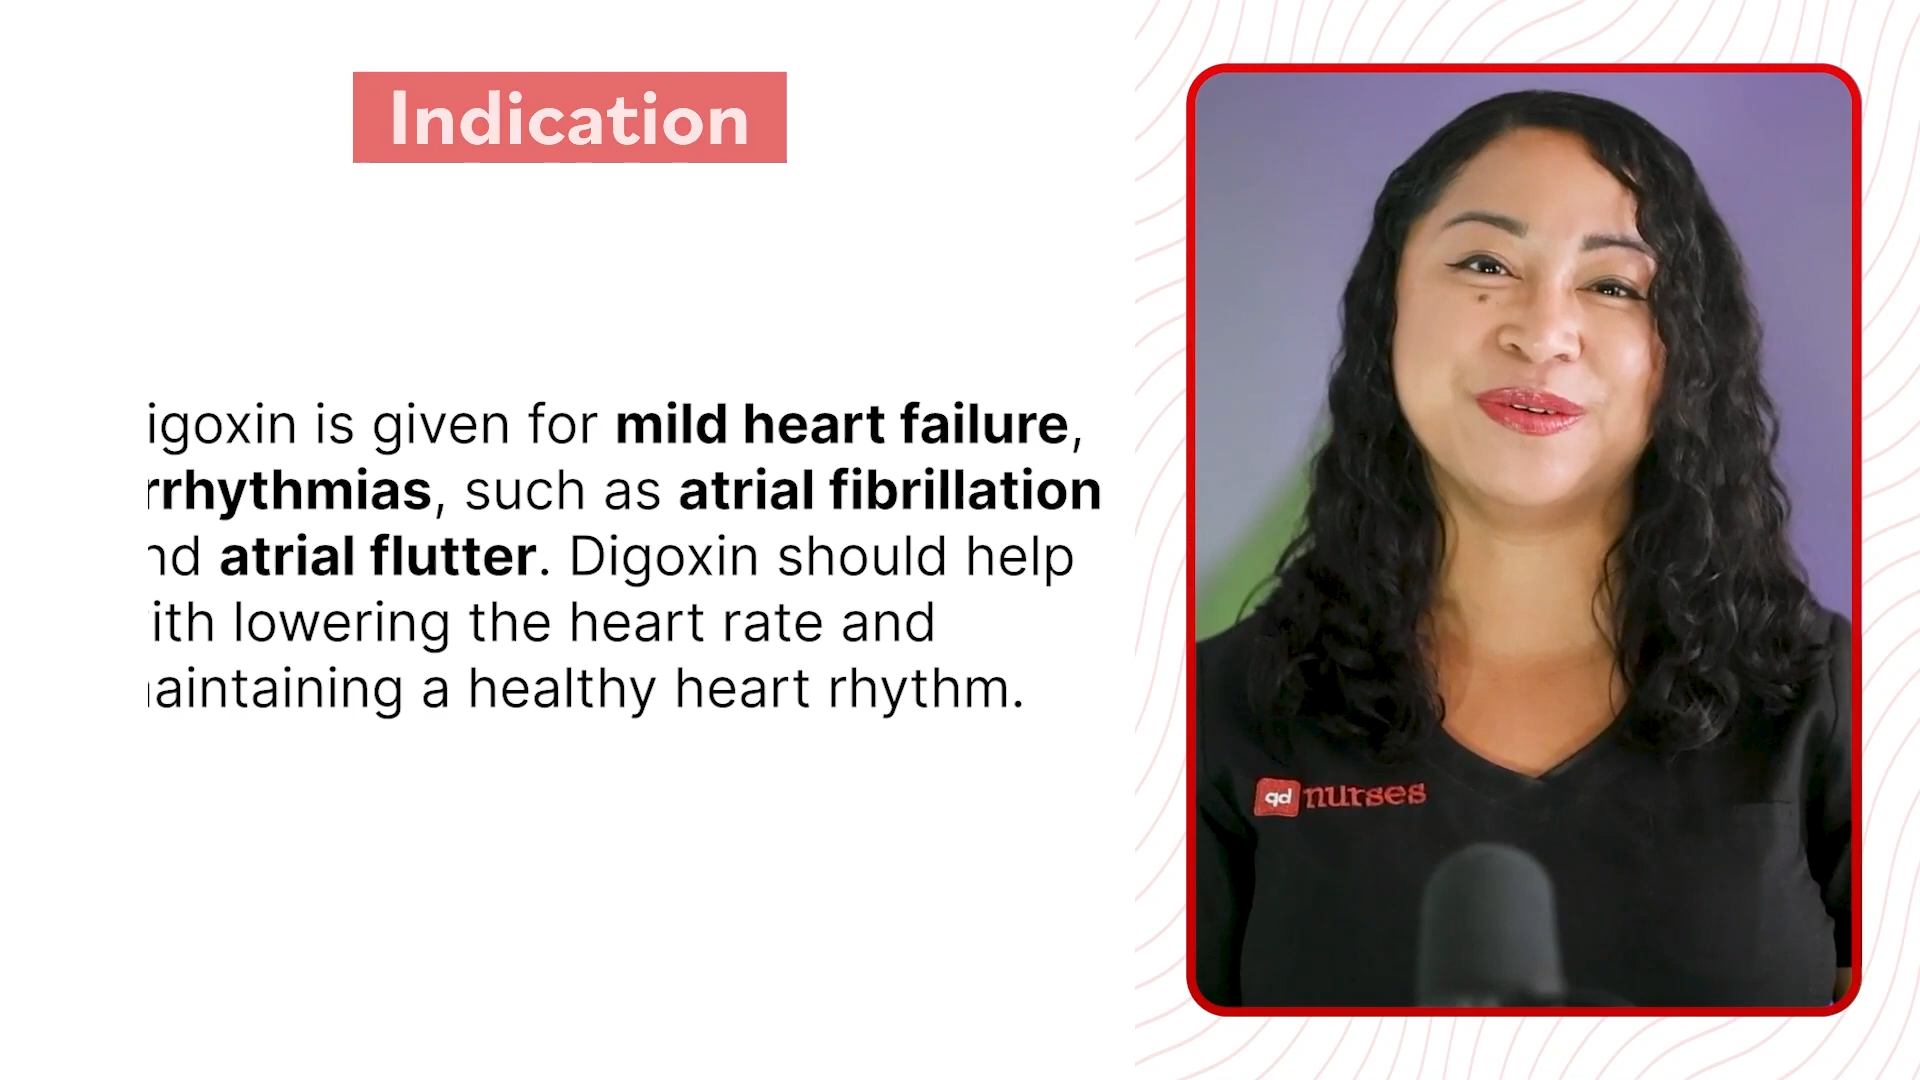 Indication
igoxin is given for mild heart failure,
rrhythmias, such as atrial fibrillation
nd atrial flutter. Digoxin should help
ith lowering the heart rate and
aintaining a healthy heart rhythm.
qd nurses